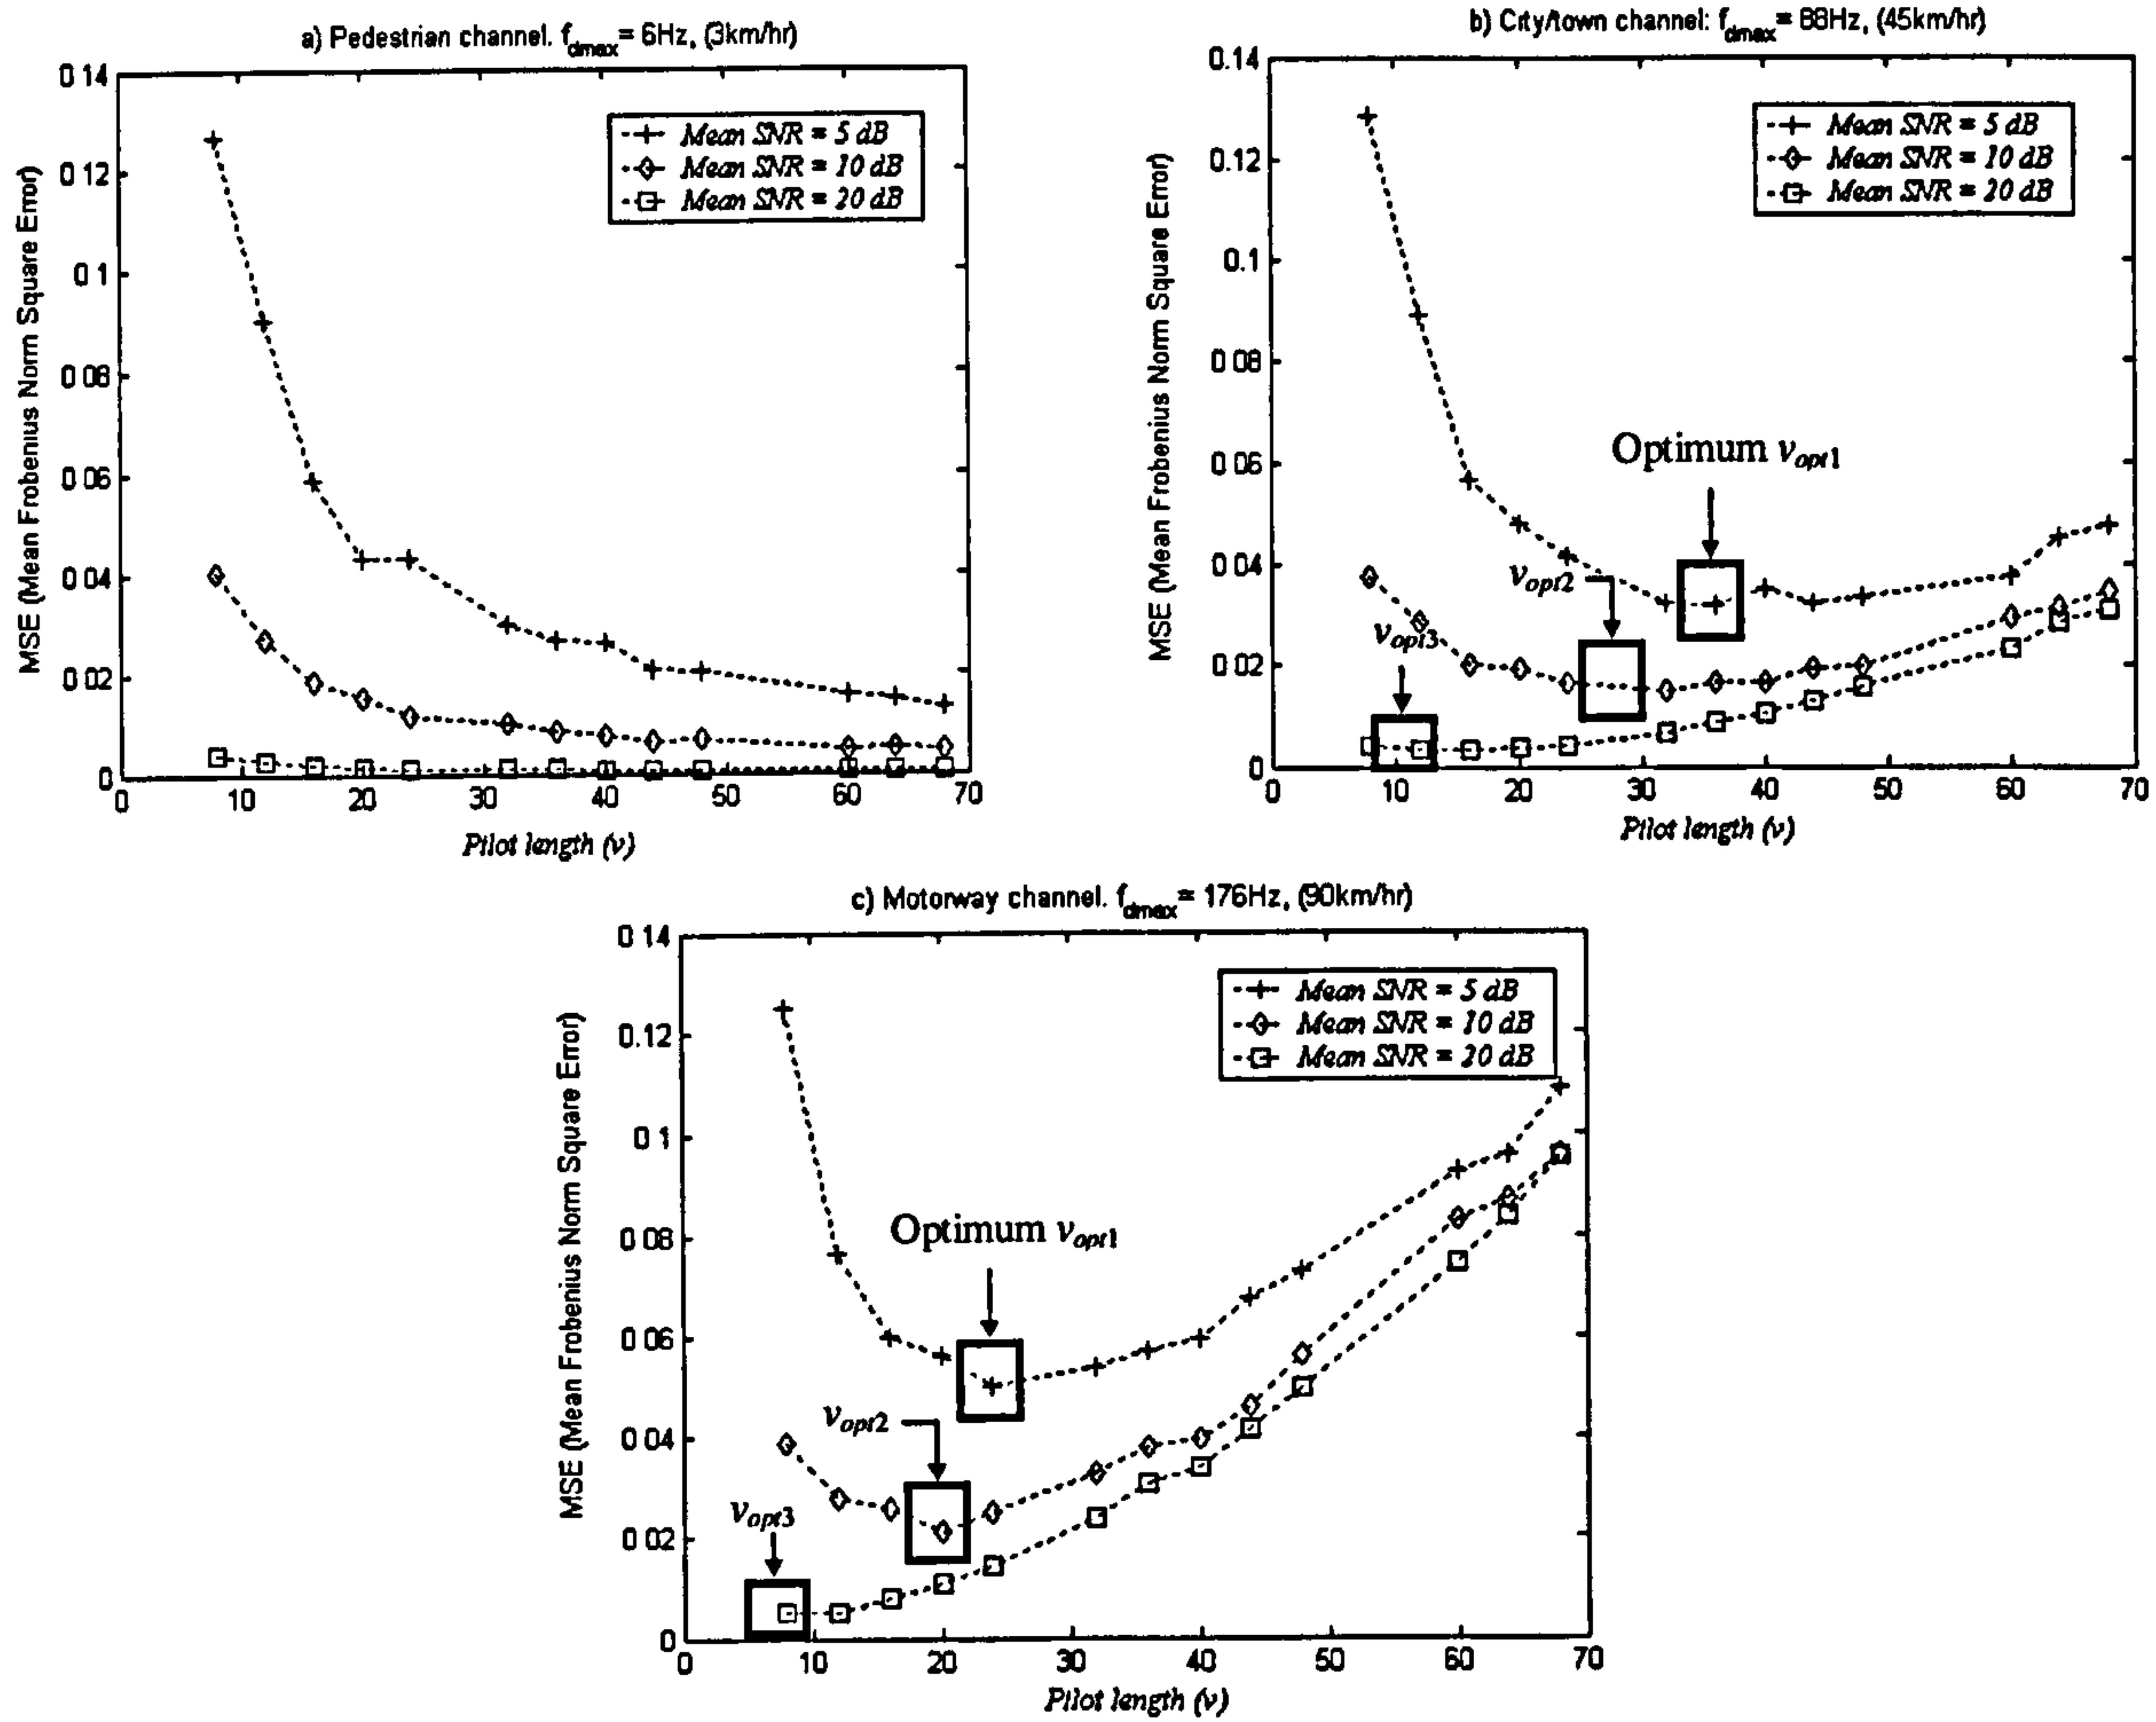 a) Pedestrian channel. fdmax= 6Hz, (3km/hr)
MSE (Mean Frobenius Norm Square Error)
0 14
0 12
0 1
0 08
0 06
0 04
0 02
0
0 10 20 30 40 50 60 70
Pilot length (v)
Mean SNR = 5 dB
Mean SNR = 10 dB
Mean SNR = 20 dB
b) City/town channel: fdmax= 88Hz, (45km/hr)
MSE (Mean Frobenius Norm Square Error)
0.14
0.12
0.1
0 08
0 06
0 04
0 02
0
0 10 20 30 40 50 60 70
Pilot length (v)
Mean SNR = 5 dB
Mean SNR = 10 dB
Mean SNR = 20 dB
Optimum vopt1
vopt2
vopt3
c) Motorway channel. fdmax= 176Hz, (90km/hr)
MSE (Mean Frobenius Norm Square Error)
0 14
0.12
0 1
0 08
0 06
0 04
0 02
0
0 10 20 30 40 50 60 70
Pilot length (v)
Mean SNR = 5 dB
Mean SNR = 10 dB
Mean SNR = 20 dB
Optimum vopt1
vopt2
vopt3